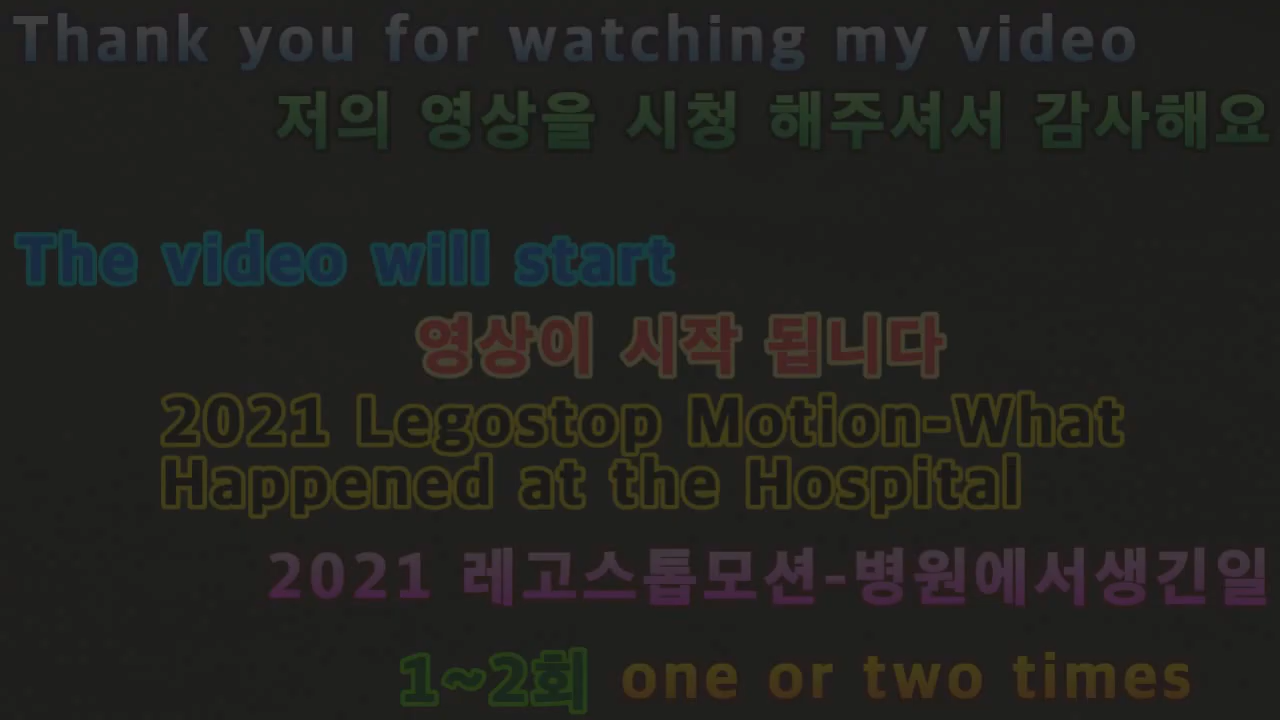 Thank you for watching my video
저의 영상을 시청 해주셔서 감사해요
The video will start
영상이 시작 됩니다
2021 Legostop Motion-What
Happened at the Hospital
2021 레고스톱모션-병원에서생긴일
1~2회 one or two times